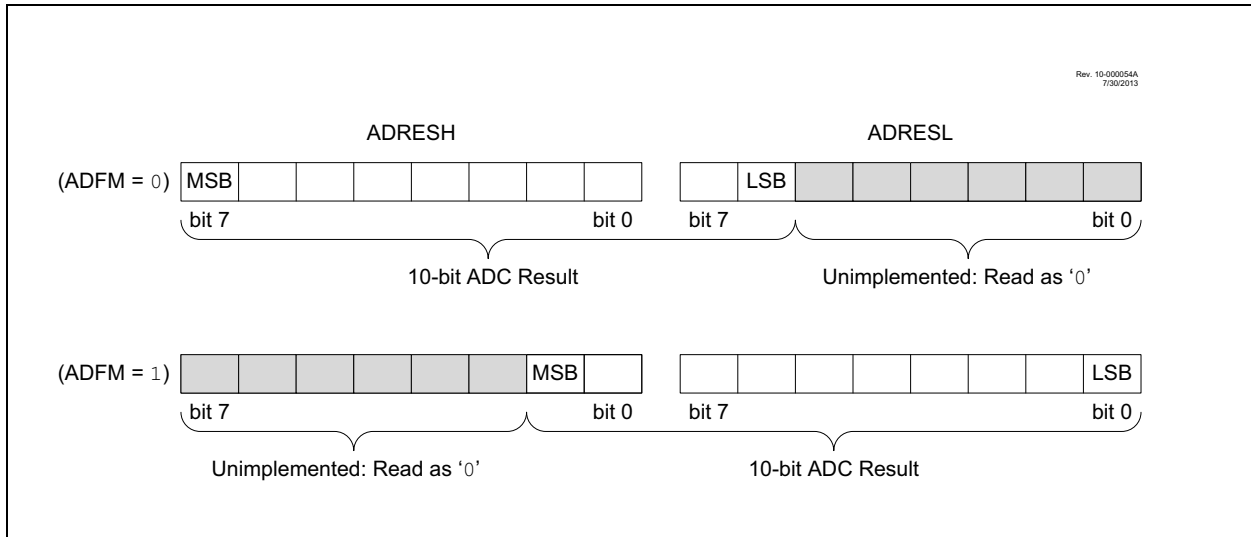 Rev. 10-000054A
7/30/2013
ADRESH ADRESL
(ADFM = 0) MSB LSB
bit 7 bit 0 bit 7 bit 0
10-bit ADC Result Unimplemented: Read as ‘0’
(ADFM = 1) MSB LSB
bit 7 bit 0 bit 7 bit 0
Unimplemented: Read as ‘0’ 10-bit ADC Result